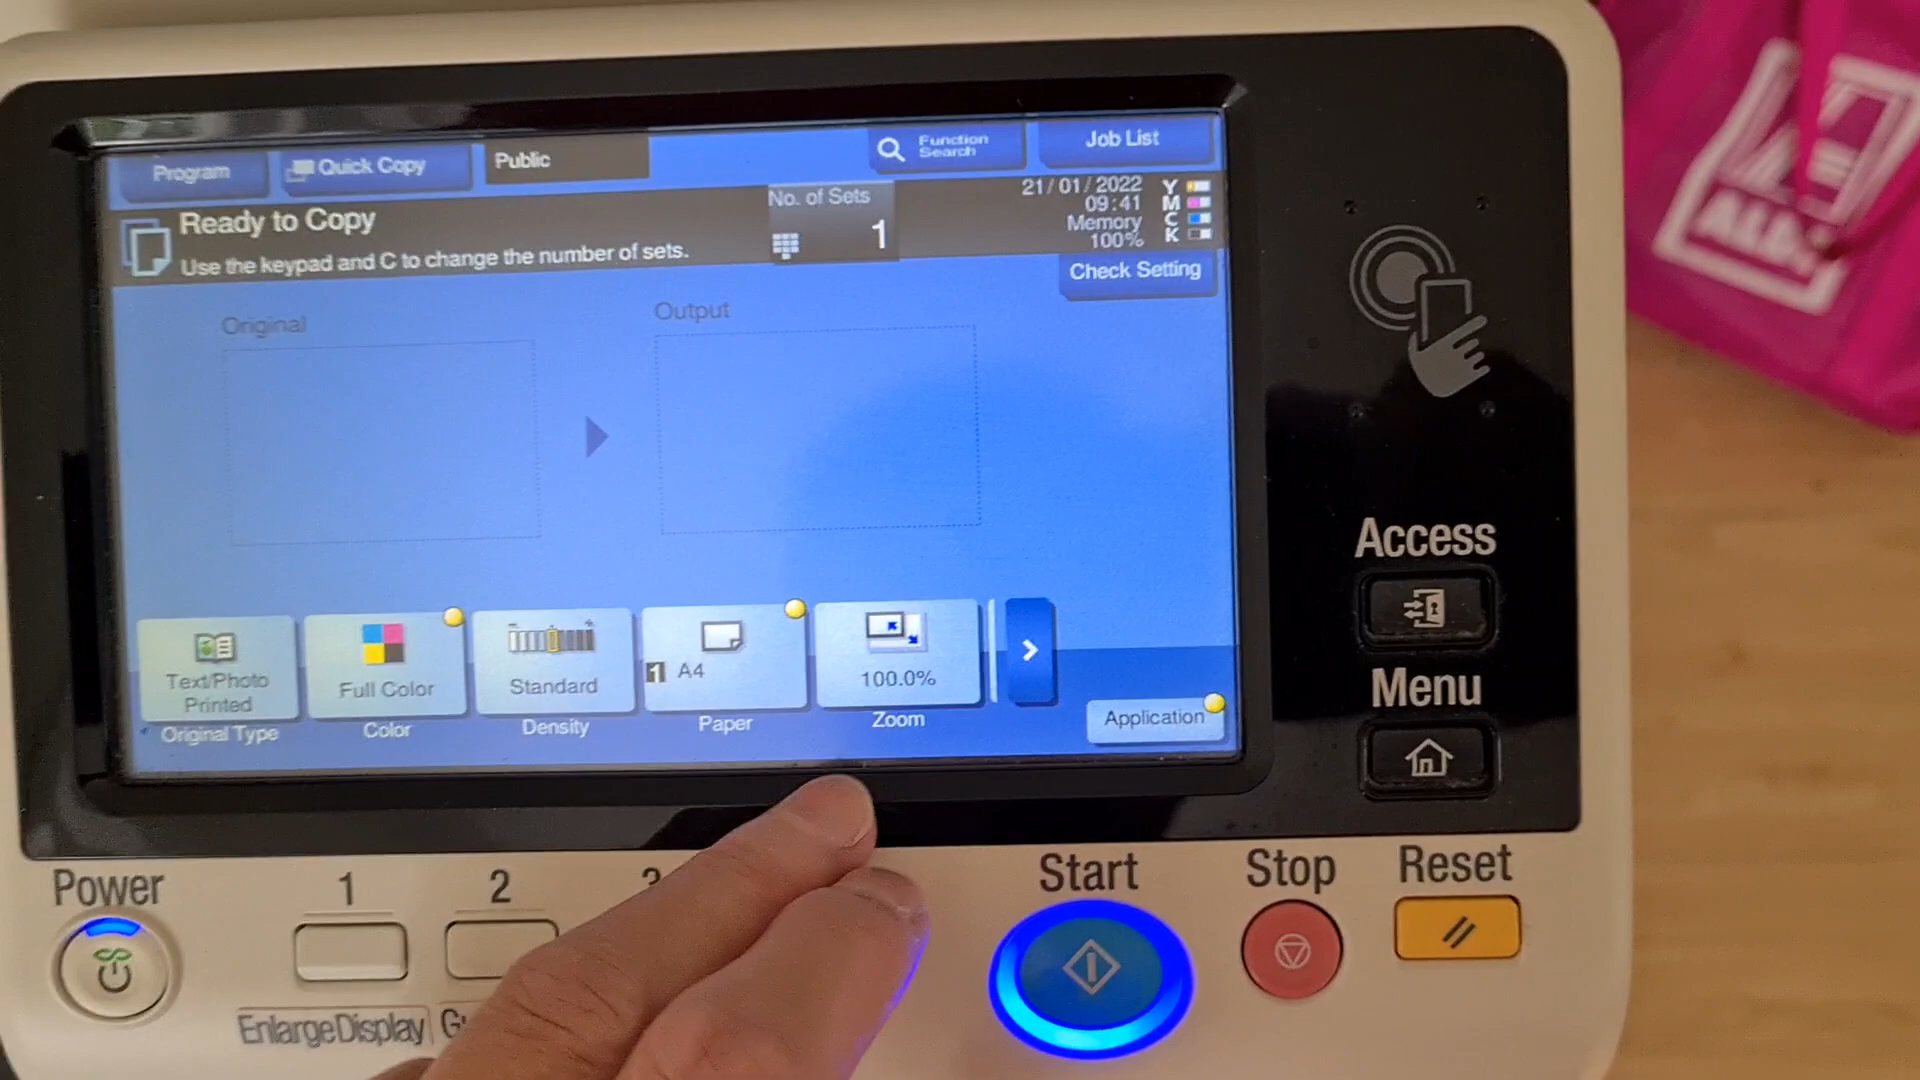 Program
Quick Copy
Public
Function
Search
Job List
Ready to Copy
Use the keypad and C to change the number of sets.
No. of Sets
1
21/01/2022
09:41
Memory
100%
Y
M
C
K
Check Setting
Original
Output
Text/Photo
Printed
Original Type
Full Color
Color
Standard
Density
1 A4
Paper
100.0%
Zoom
Application
Access
Menu
Power
1
2
Start
Stop
Reset
EnlargeDisplay